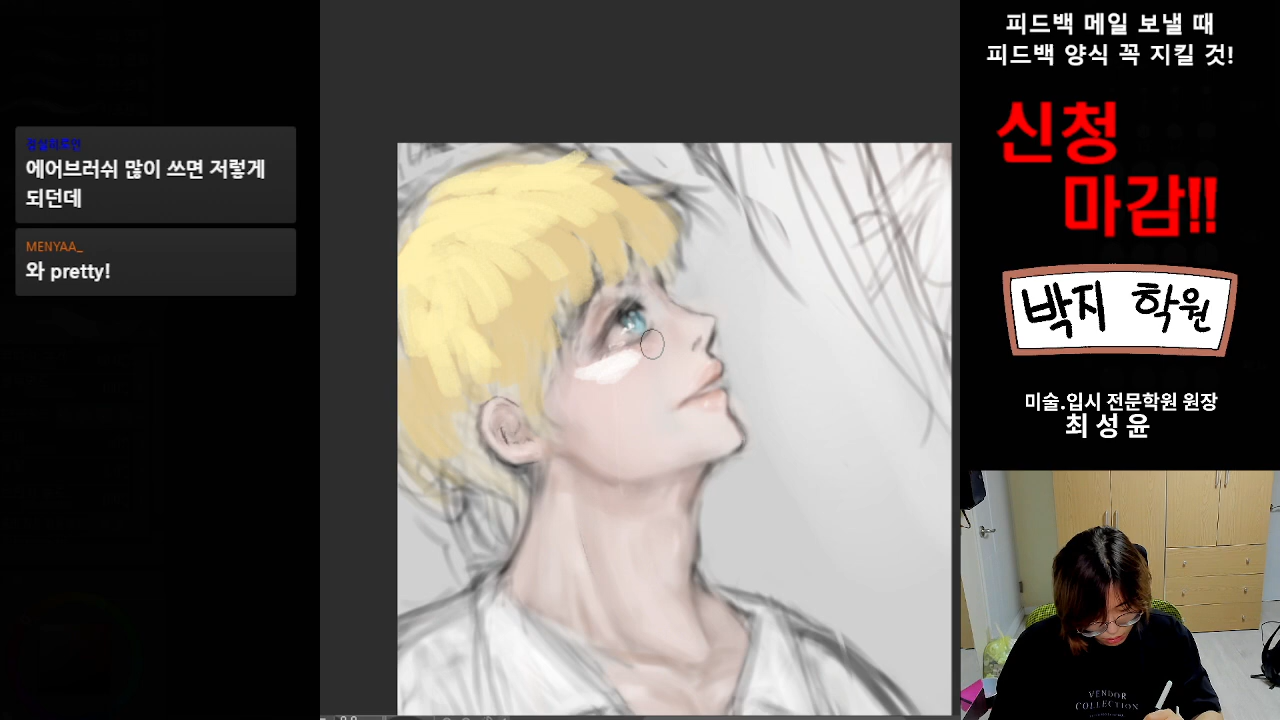 에어브러쉬 많이 쓰면 저렇게
되던데
MENYAA_
와 pretty!
피드백 메일 보낼 때
피드백 양식 꼭 지킬 것!
신청
마감!!
박지 학원
미술.입시 전문학원 원장
최성윤
VENDOR
COLLECTION